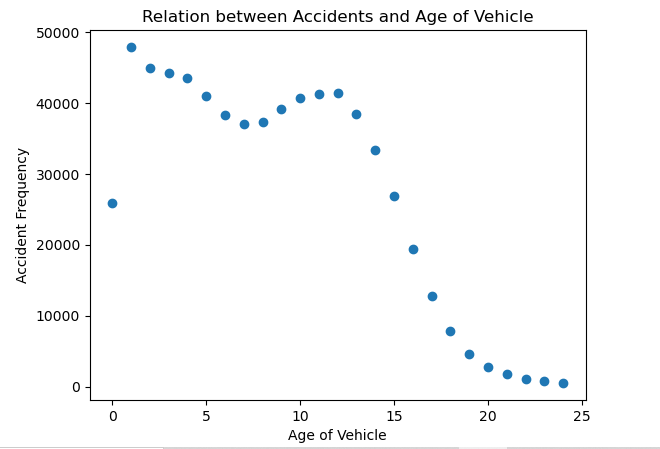 Relation between Accidents and Age of Vehicle
50000
40000
30000
20000
10000
0
Accident Frequency
0 5 10 15 20 25
Age of Vehicle